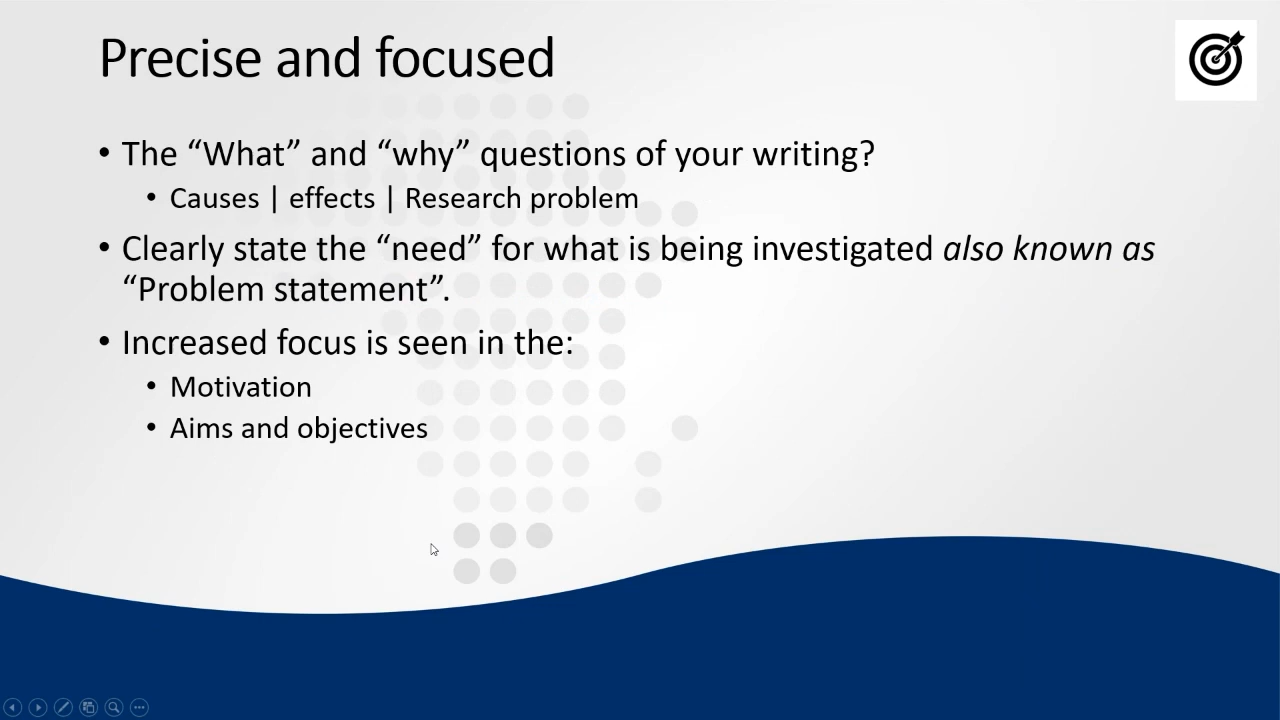 Precise and focused
• The “What” and “why” questions of your writing?
• Causes | effects | Research problem
• Clearly state the “need” for what is being investigated also known as
“Problem statement”.
• Increased focus is seen in the:
• Motivation
• Aims and objectives